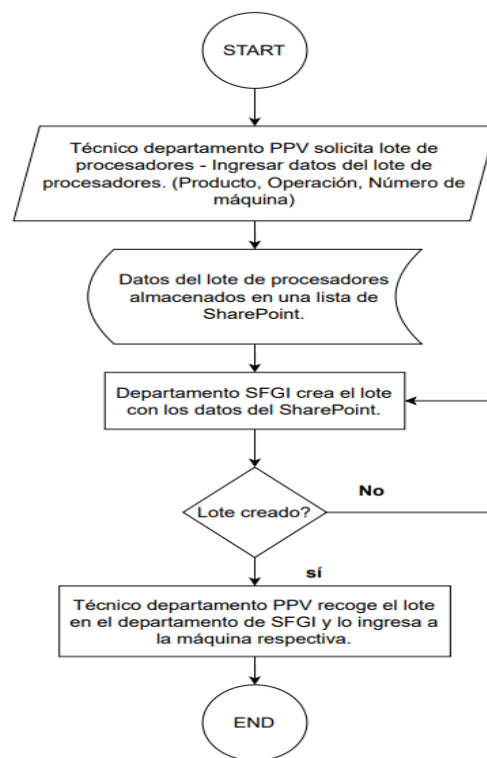 START
Técnico departamento PPV solicita lote de
procesadores - Ingresar datos del lote de
procesadores. (Producto, Operación, Número de
máquina)
Datos del lote de procesadores
almacenados en una lista de
SharePoint.
Departamento SFGI crea el lote
con los datos del SharePoint.
Lote creado?
No
sí
Técnico departamento PPV recoge el lote
en el departamento de SFGI y lo ingresa a
la máquina respectiva.
END